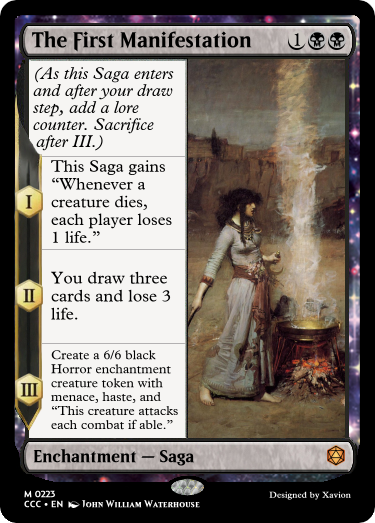 The First Manifestation 1
(As this Saga enters
and after your draw
step, add a lore
counter. Sacrifice
after III.)
I
This Saga gains
“Whenever a
creature dies,
each player loses
1 life.”
II
You draw three
cards and lose 3
life.
III
Create a 6/6 black
Horror enchantment
creature token with
menace, haste, and
“This creature attacks
each combat if able.”
Enchantment — Saga
M 0223
CCC • EN John William Waterhouse
Designed by Xavion